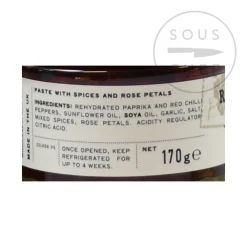 SOUS
PASTE WITH SPICES AND ROSE PETALS
INGREDIENTS: REHYDRATED PAPRIKA AND RED CHILLI
PEPPERS, SUNFLOWER OIL, SOYA OIL, GARLIC, SALT,
MIXED SPICES, ROSE PETALS, ACIDITY REGULATOR
CITRIC ACID.
ONCE OPENED, KEEP
REFRIGERATED FOR
UP TO 4 WEEKS.
NET
170g℮
MADE IN THE UK